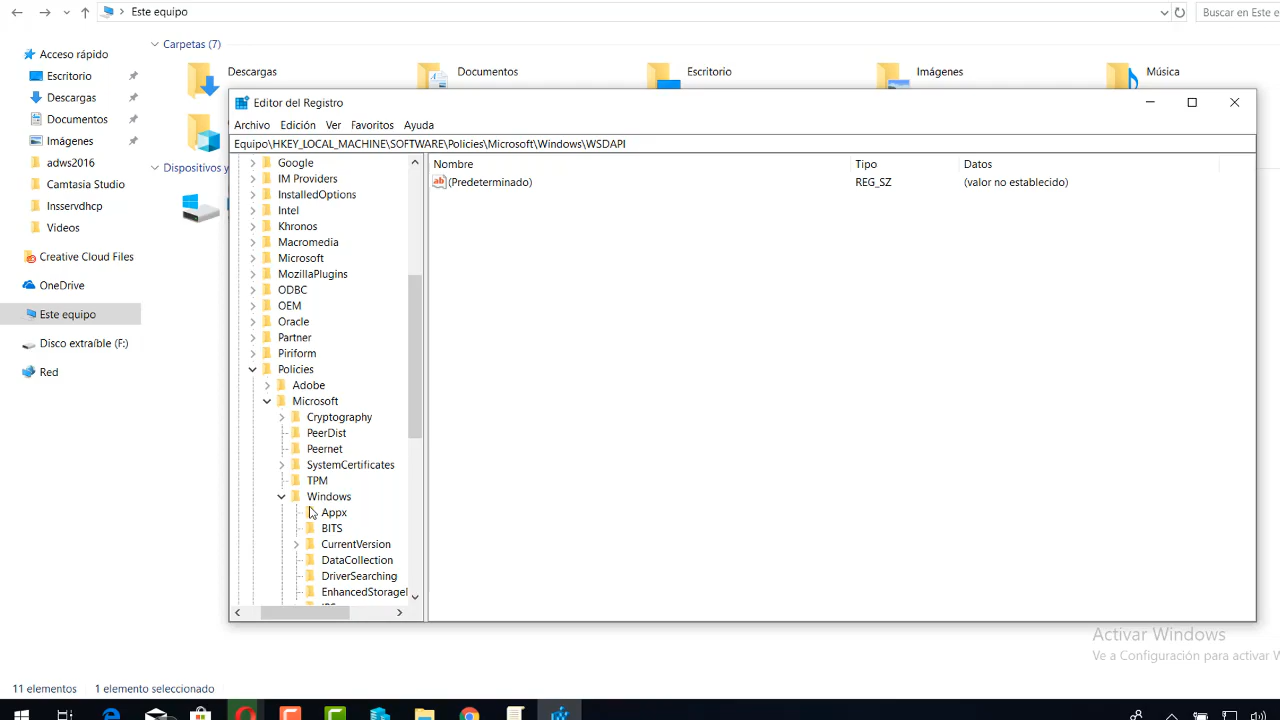 Este equipo
Buscar en Este e
Acceso rápido
Escritorio
Descargas
Documentos
Imágenes
adws2016
Camtasia Studio
Insservdhcp
Videos
Creative Cloud Files
OneDrive
Este equipo
Disco extraíble (F:)
Red
Carpetas (7)
Descargas
Documentos
Escritorio
Imágenes
Música
Dispositivos y
Editor del Registro
Archivo Edición Ver Favoritos Ayuda
Equipo\HKEY_LOCAL_MACHINE\SOFTWARE\Policies\Microsoft\Windows\WSDAPI
Google
IM Providers
InstalledOptions
Intel
Khronos
Macromedia
Microsoft
MozillaPlugins
ODBC
OEM
Oracle
Partner
Piriform
Policies
Adobe
Microsoft
Cryptography
PeerDist
Peernet
SystemCertificates
TPM
Windows
Appx
BITS
CurrentVersion
DataCollection
DriverSearching
EnhancedStorage
Nombre Tipo Datos
(Predeterminado) REG_SZ (valor no establecido)
Activar Windows
Ve a Configuración para activar
11 elementos 1 elemento seleccionado